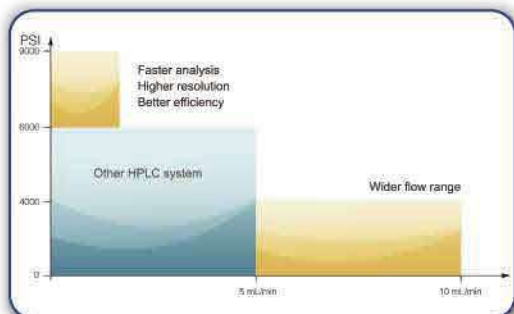 PSI
9000
Faster analysis
Higher resolution
Better efficiency
6000
Other HPLC system
4000
Wider flow range
0
5 mL/min
10 mL/min